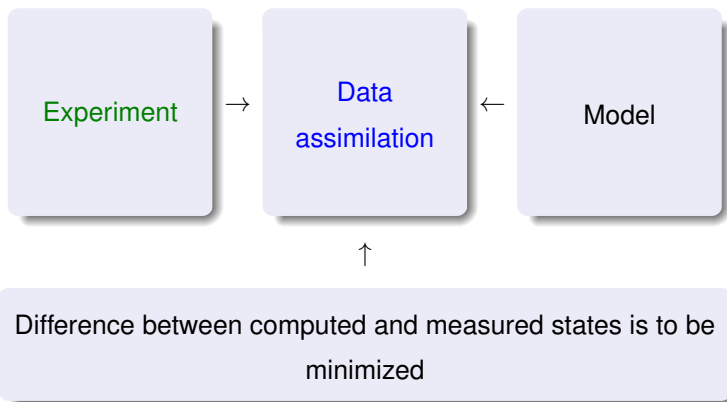 Experiment
→
Data
assimilation
←
Model
↑
Difference between computed and measured states is to be
minimized